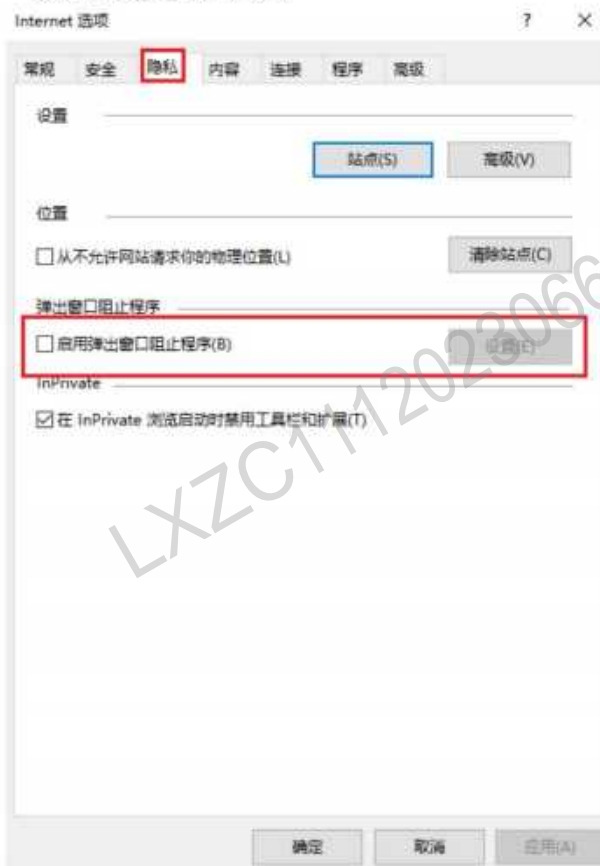 Internet 选项 ? ×
常规 安全 隐私 内容 连接 程序 高级
设置
站点(S) 高级(V)
位置
从不允许网站请求你的物理位置(L) 清除站点(C)
弹出窗口阻止程序
启用弹出窗口阻止程序(B) 设置(E)
InPrivate
在 InPrivate 浏览启动时禁用工具栏和扩展(T)
LXZC1112023066
确定 取消 应用(A)